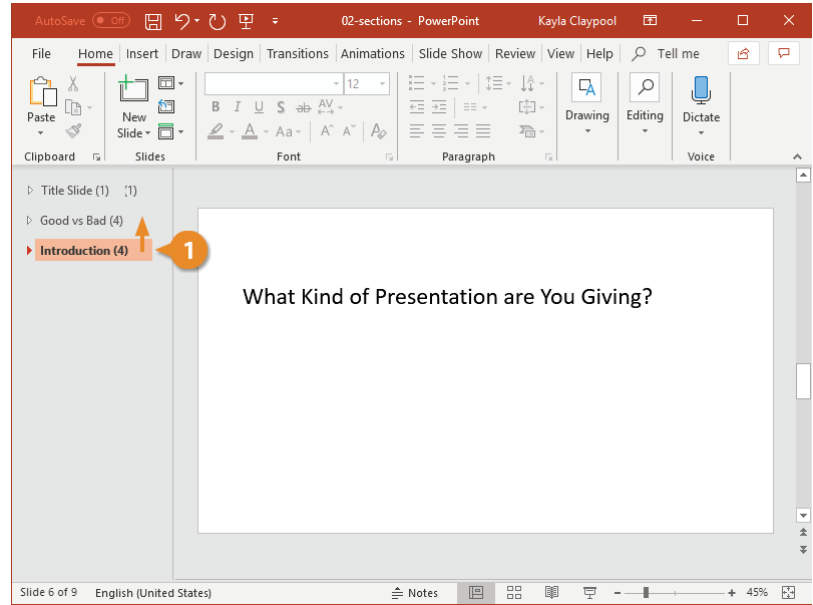 AutoSave Off 02-sections - PowerPoint Kayla Claypool
File Home Insert Draw Design Transitions Animations Slide Show Review View Help Tell me
12
Paste New Slide B I U S ab AV Drawing Editing Dictate
A Aa A A A
Clipboard Slides Font Paragraph Voice
Title Slide (1) (1)
Good vs Bad (4)
Introduction (4) 1
What Kind of Presentation are You Giving?
Slide 6 of 9 English (United States) Notes 45%